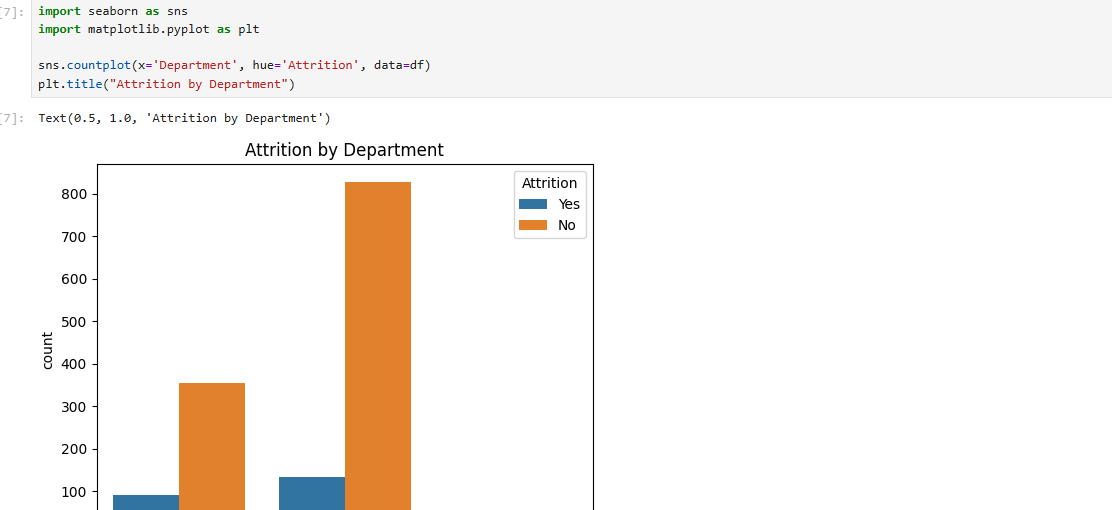 [7]: import seaborn as sns
import matplotlib.pyplot as plt
sns.countplot(x='Department', hue='Attrition', data=df)
plt.title("Attrition by Department")
[7]: Text(0.5, 1.0, 'Attrition by Department')
Attrition by Department
Attrition
Yes
No
800
700
600
500
400
300
200
100
count